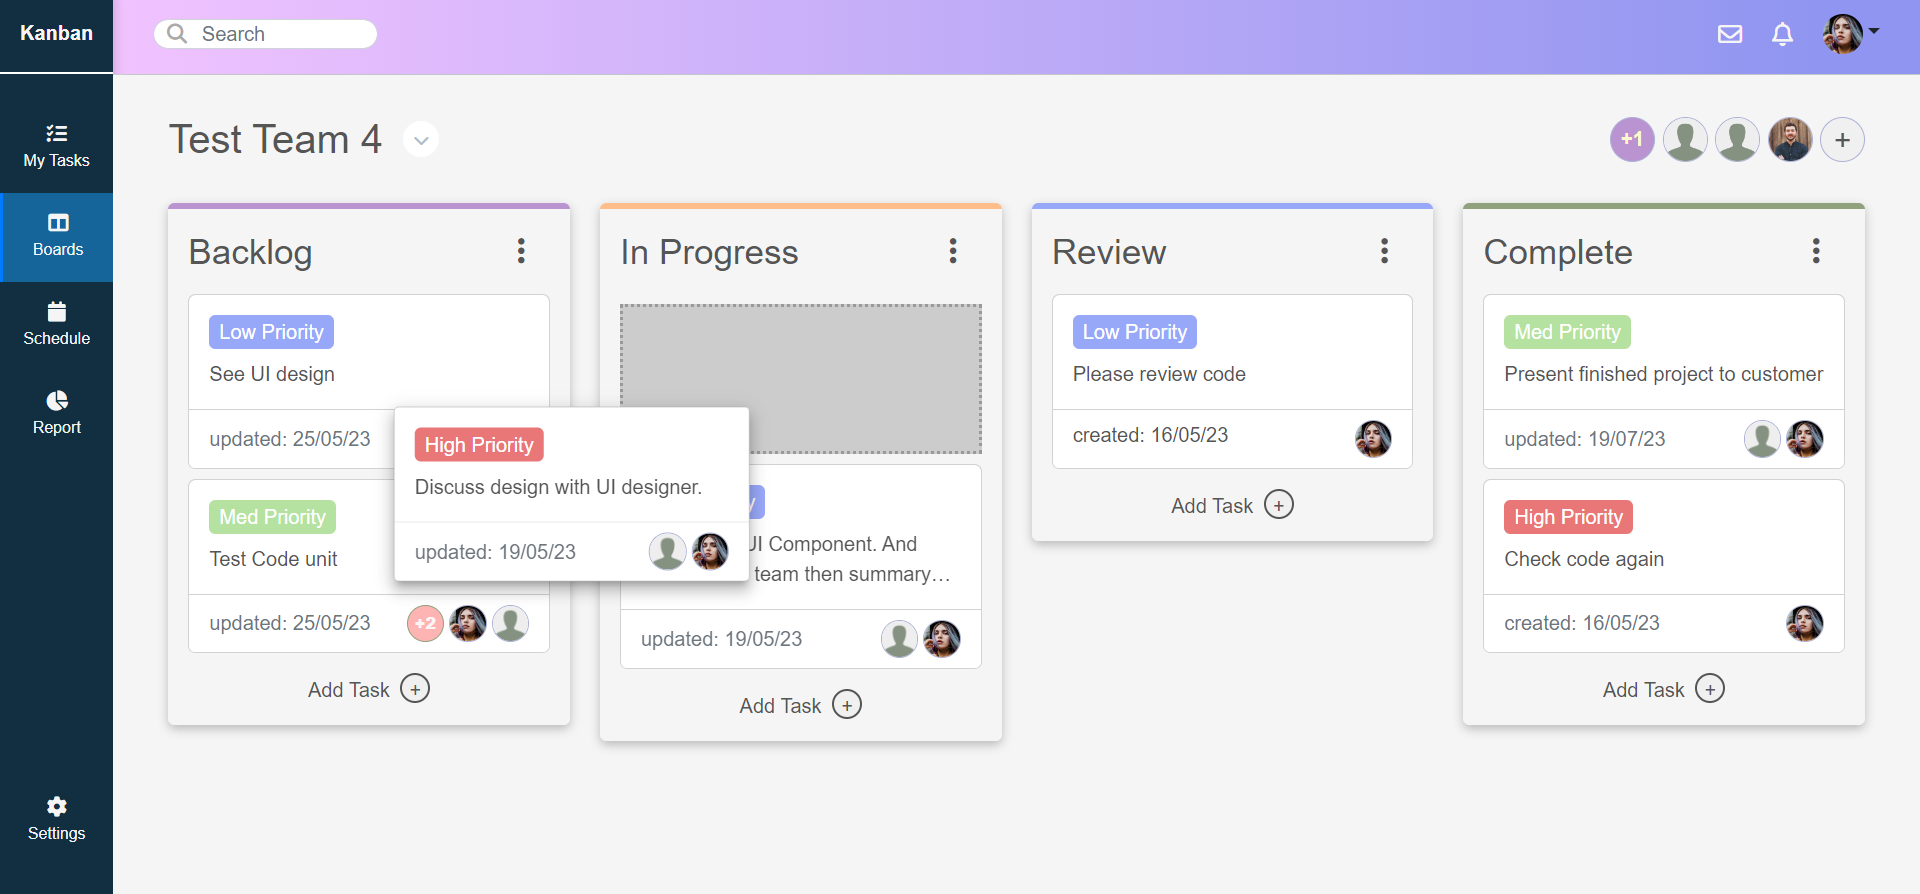 Kanban
Search
My Tasks
Boards
Schedule
Report
Settings
Test Team 4
+1
+
Backlog
Low Priority
See UI design
updated: 25/05/23
Med Priority
Test Code unit
updated: 25/05/23
+2
Add Task +
High Priority
Discuss design with UI designer.
updated: 19/05/23
In Progress
UI Component. And
team then summary…
updated: 19/05/23
Add Task +
Review
Low Priority
Please review code
created: 16/05/23
Add Task +
Complete
Med Priority
Present finished project to customer
updated: 19/07/23
High Priority
Check code again
created: 16/05/23
Add Task +